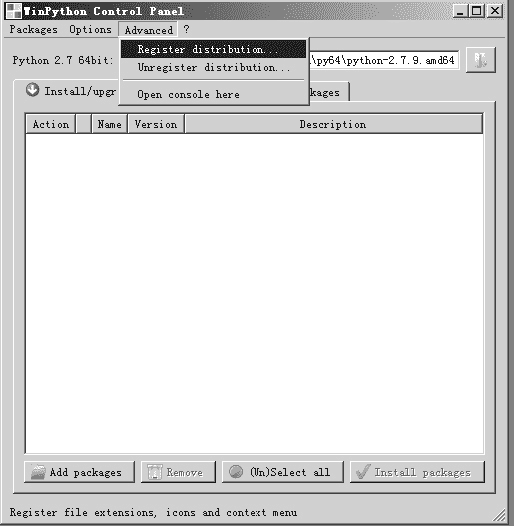 WinPython Control Panel
Packages Options Advanced ?
Register distribution...
Python 2.7 64bit: \py64\python-2.7.9.amd64
Unregister distribution...
Install/upgr kages
Open console here
Action Name Version Description
Add packages Remove (Un)Select all Install packages
Register file extensions, icons and context menu